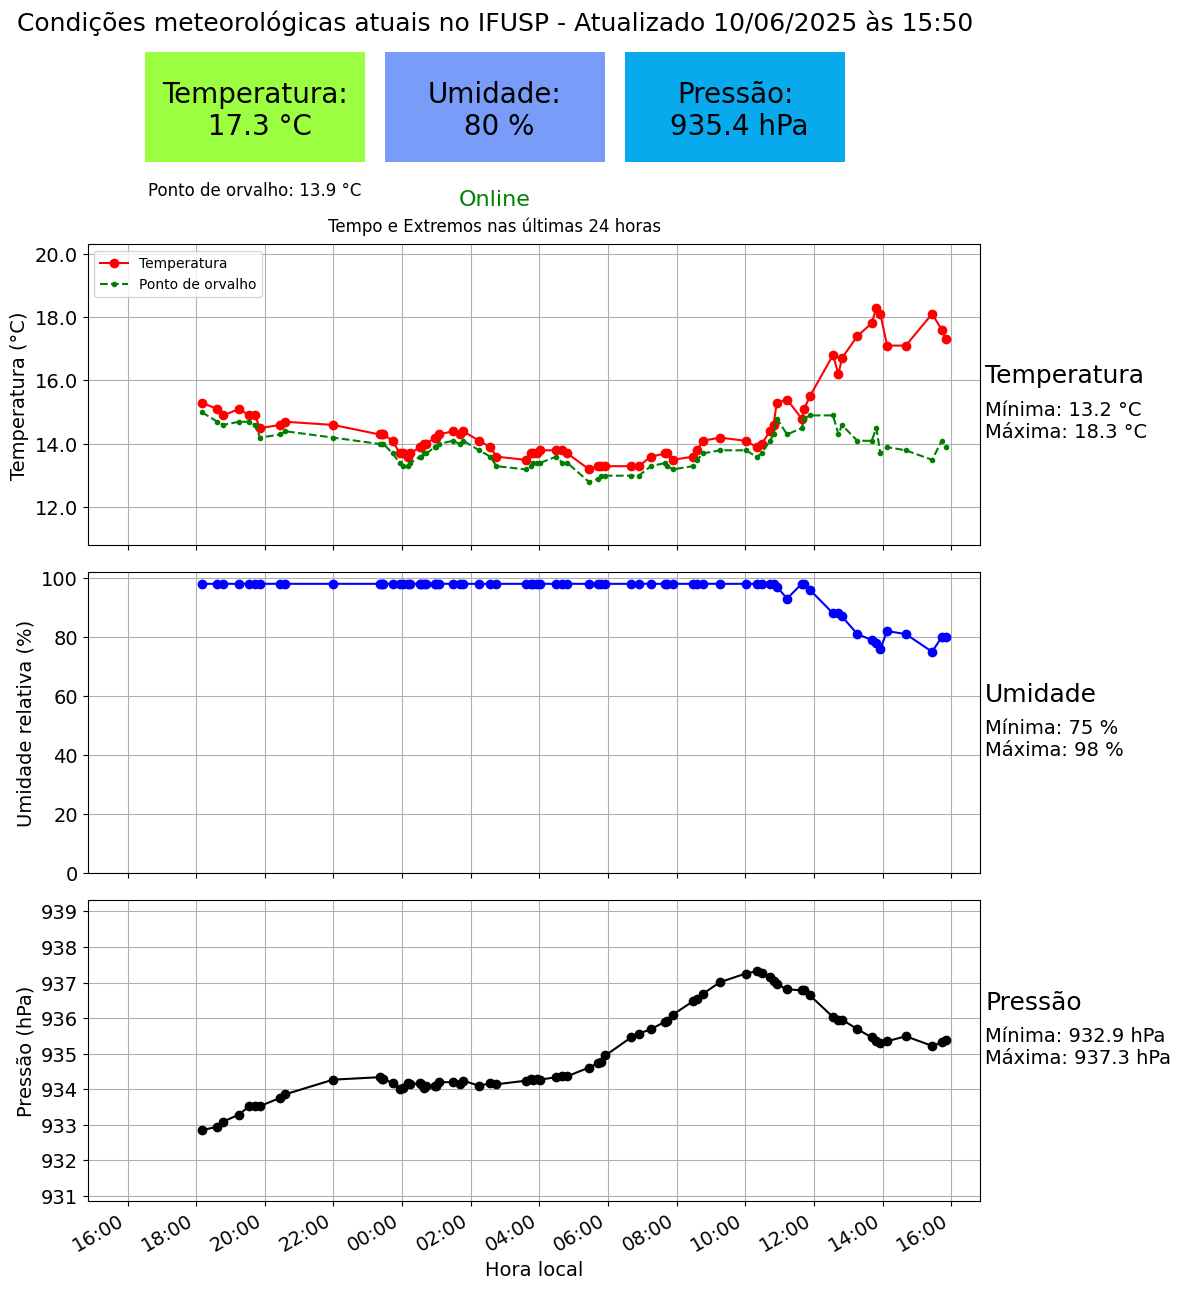 Condições meteorológicas atuais no IFUSP - Atualizado 10/06/2025 às 15:50
Temperatura:
17.3 °C
Umidade:
80 %
Pressão:
935.4 hPa
Ponto de orvalho: 13.9 °C
Online
Tempo e Extremos nas últimas 24 horas
Temperatura (°C)
20.0
18.0
16.0
14.0
12.0
Temperatura
Ponto de orvalho
Temperatura
Mínima: 13.2 °C
Máxima: 18.3 °C
Umidade relativa (%)
100
80
60
40
20
0
Umidade
Mínima: 75 %
Máxima: 98 %
Pressão (hPa)
939
938
937
936
935
934
933
932
931
Pressão
Mínima: 932.9 hPa
Máxima: 937.3 hPa
16:00 18:00 20:00 22:00 00:00 02:00 04:00 06:00 08:00 10:00 12:00 14:00 16:00
Hora local